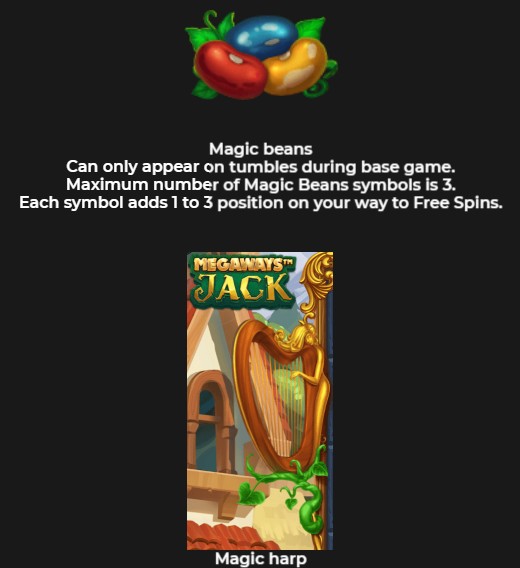 Magic beans
Can only appear on tumbles during base game.
Maximum number of Magic Beans symbols is 3.
Each symbol adds 1 to 3 position on your way to Free Spins.
MEGAWAYS™
JACK
Magic harp